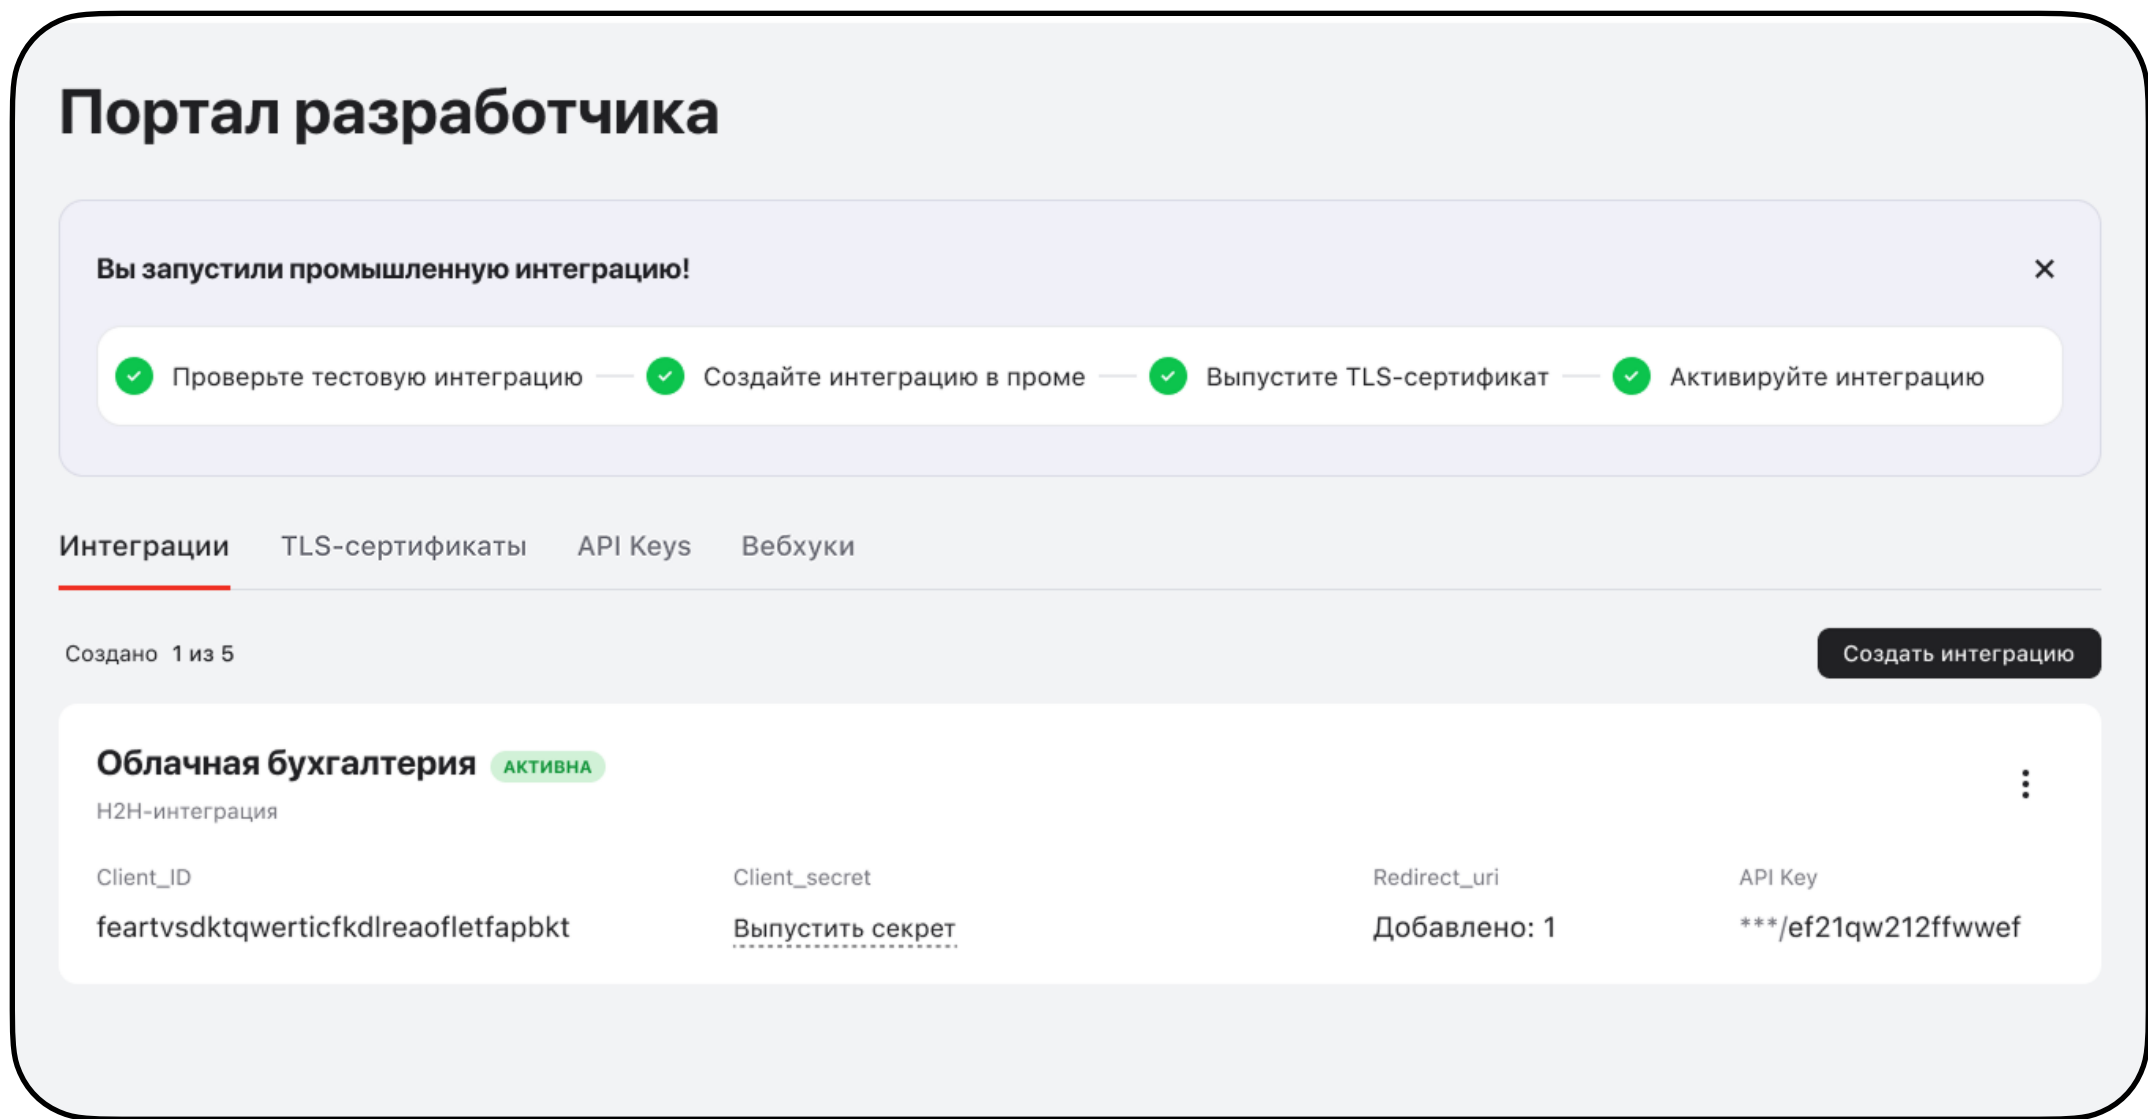 Портал разработчика
Вы запустили промышленную интеграцию!
Проверьте тестовую интеграцию Создайте интеграцию в проме Выпустите TLS-сертификат Активируйте интеграцию
Интеграции TLS-сертификаты API Keys Вебхуки
Создано 1 из 5 Создать интеграцию
Облачная бухгалтерия АКТИВНА
H2H-интеграция
Client_ID Client_secret Redirect_uri API Key
feartvsdktqwerticfkdlreaofletfapbkt Выпустить секрет Добавлено: 1 ***/ef21qw212ffwwef